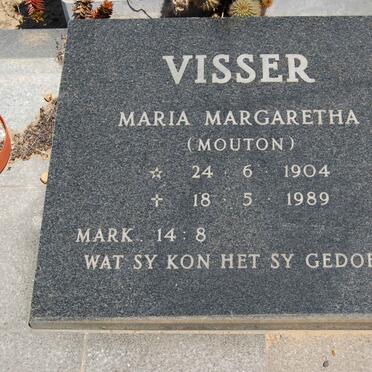 VISSER
MARIA MARGARETHA
(MOUTON)
☆ 24 · 6 · 1904
✝ 18 · 5 · 1989
MARK. 14 : 8
WAT SY KON HET SY GEDOE